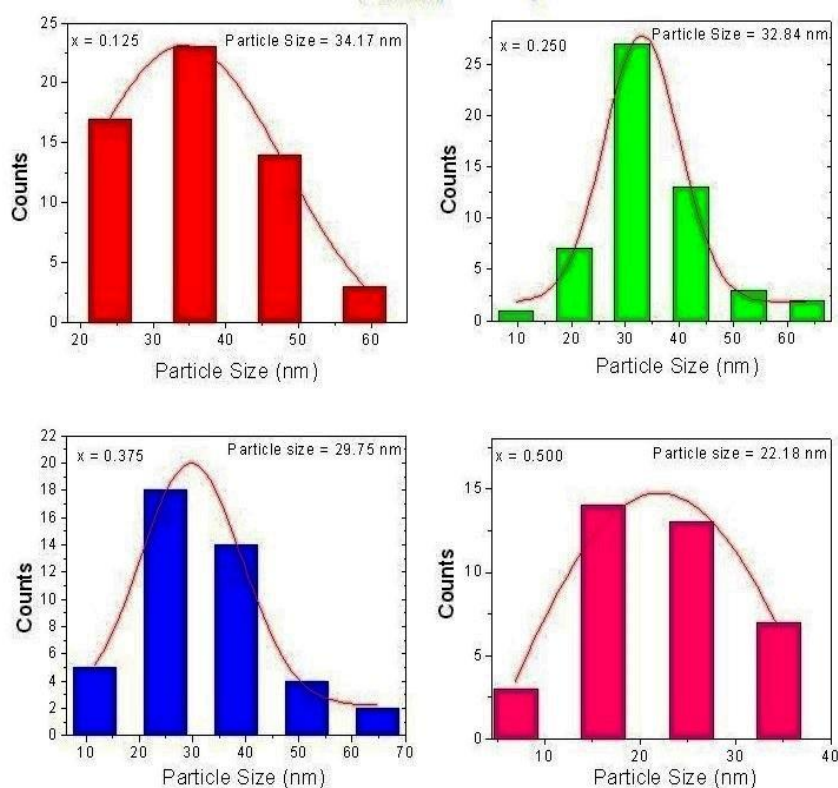 x = 0.125 Particle Size = 34.17 nm
25
20
15
10
5
0
Counts
20 30 40 50 60
Particle Size (nm)
x = 0.250 Particle Size = 32.84 nm
25
20
15
10
5
0
Counts
10 20 30 40 50 60
Particle Size (nm)
x = 0.375 Particle size = 29.75 nm
22
20
18
16
14
12
10
8
6
4
2
0
Counts
10 20 30 40 50 60 70
Particle Size (nm)
x = 0.500 Particle size = 22.18 nm
15
10
5
0
Counts
10 20 30 40
Particle Size (nm)